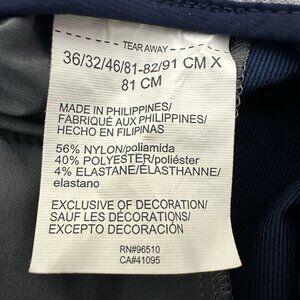 TEAR AWAY
36/32/46/81-82/91 CM X
81 CM
MADE IN PHILIPPINES/
FABRIQUÉ AUX PHILIPPINES/
HECHO EN FILIPINAS
56% NYLON/poliamida
40% POLYESTER/poliéster
4% ELASTANE/ÉLASTHANNE/
elastano
EXCLUSIVE OF DECORATION/
SAUF LES DÉCORATIONS/
EXCEPTO DECORACIÓN
RN#96510
CA#41095